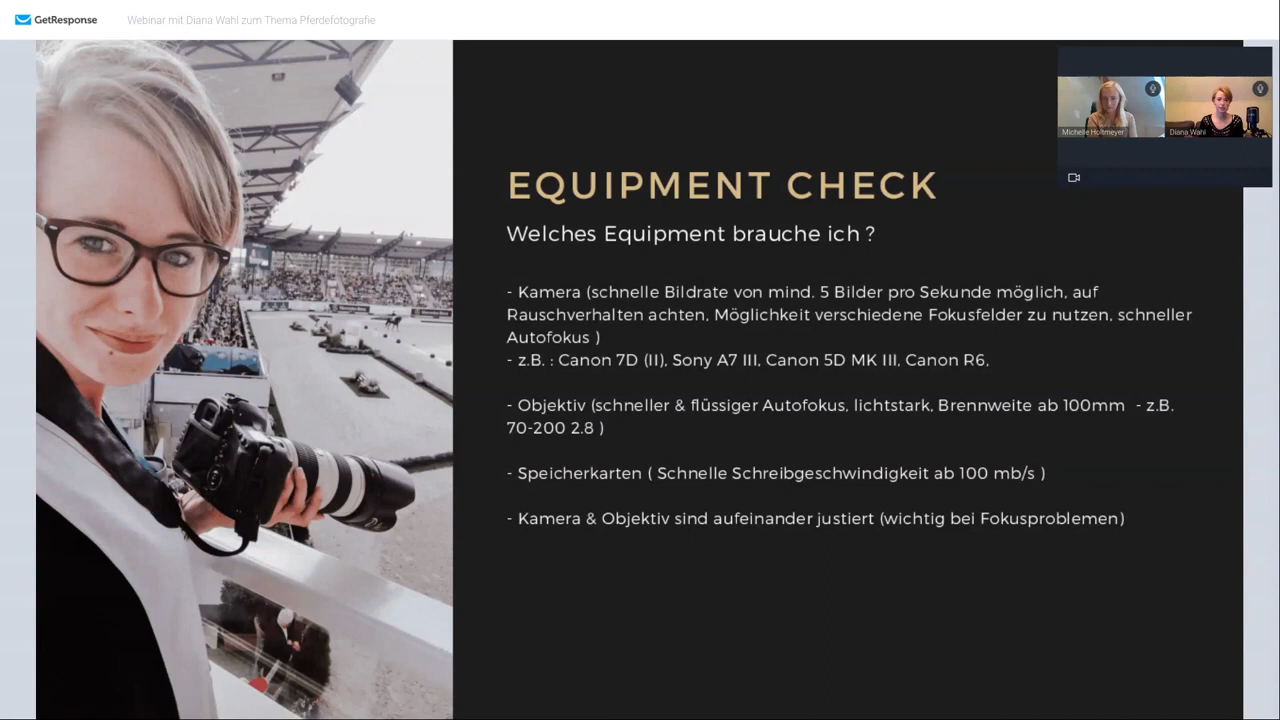 GetResponse
Webinar mit Diana Wahl zum Thema Pferdefotografie
Michelle Holtmeyer
Diana Wahl
EQUIPMENT CHECK
Welches Equipment brauche ich ?
- Kamera (schnelle Bildrate von mind. 5 Bilder pro Sekunde möglich, auf
Rauschverhalten achten, Möglichkeit verschiedene Fokusfelder zu nutzen, schneller
Autofokus )
- z.B. : Canon 7D (II), Sony A7 III, Canon 5D MK III, Canon R6,
- Objektiv (schneller & flüssiger Autofokus, lichtstark, Brennweite ab 100mm  - z.B.
70-200 2.8 )
- Speicherkarten ( Schnelle Schreibgeschwindigkeit ab 100 mb/s )
- Kamera & Objektiv sind aufeinander justiert (wichtig bei Fokusproblemen)